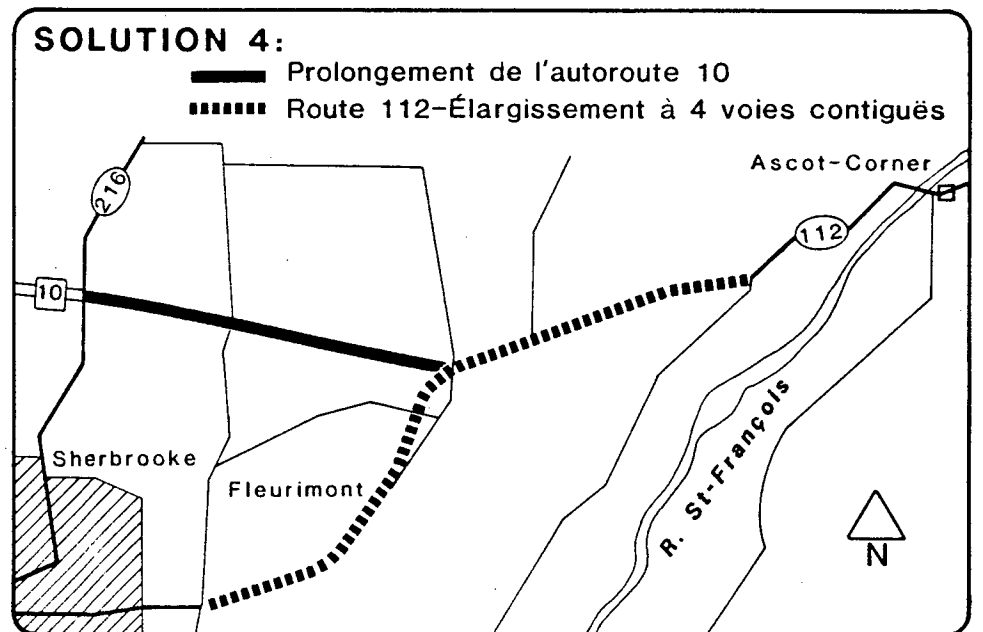 SOLUTION 4:
Prolongement de l'autoroute 10
Route 112-Élargissement à 4 voies contiguës
Ascot-Corner
216
112
10
Sherbrooke
Fleurimont
R. St-François
N